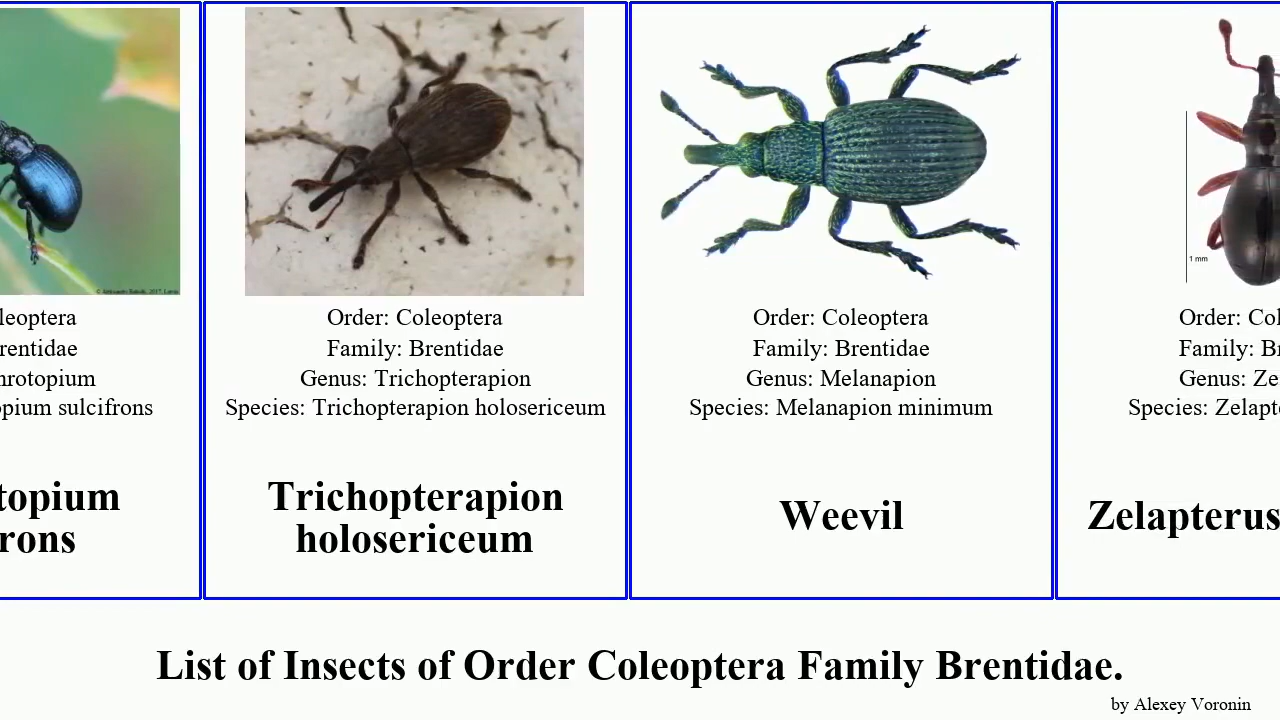 leoptera
rentidae
nrotopium
opium sulcifrons
topium
rons
Order: Coleoptera
Family: Brentidae
Genus: Trichopterapion
Species: Trichopterapion holosericeum
Trichopterapion
holosericeum
Order: Coleoptera
Family: Brentidae
Genus: Melanapion
Species: Melanapion minimum
Weevil
1 mm
Order: Col
Family: Br
Genus: Ze
Species: Zelapte
Zelapterus
List of Insects of Order Coleoptera Family Brentidae.
by Alexey Voronin